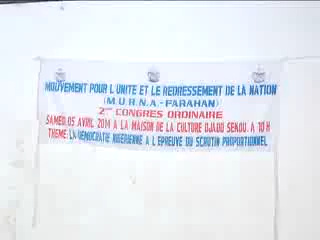 MOUVEMENT POUR L'UNITE ET LE REDRESSEMENT DE LA NATION
(M.U.R.N.A.-FARAHAN)
2ème CONGRES ORDINAIRE
SAMEDI 05 AVRIL 2014 A LA MAISON DE LA CULTURE DJADO SEKOU. A 10 H
THEME: LA DEMOCRATIE NIGERIENNE A L'EPREUVE DU SCRUTIN PROPORTIONNEL